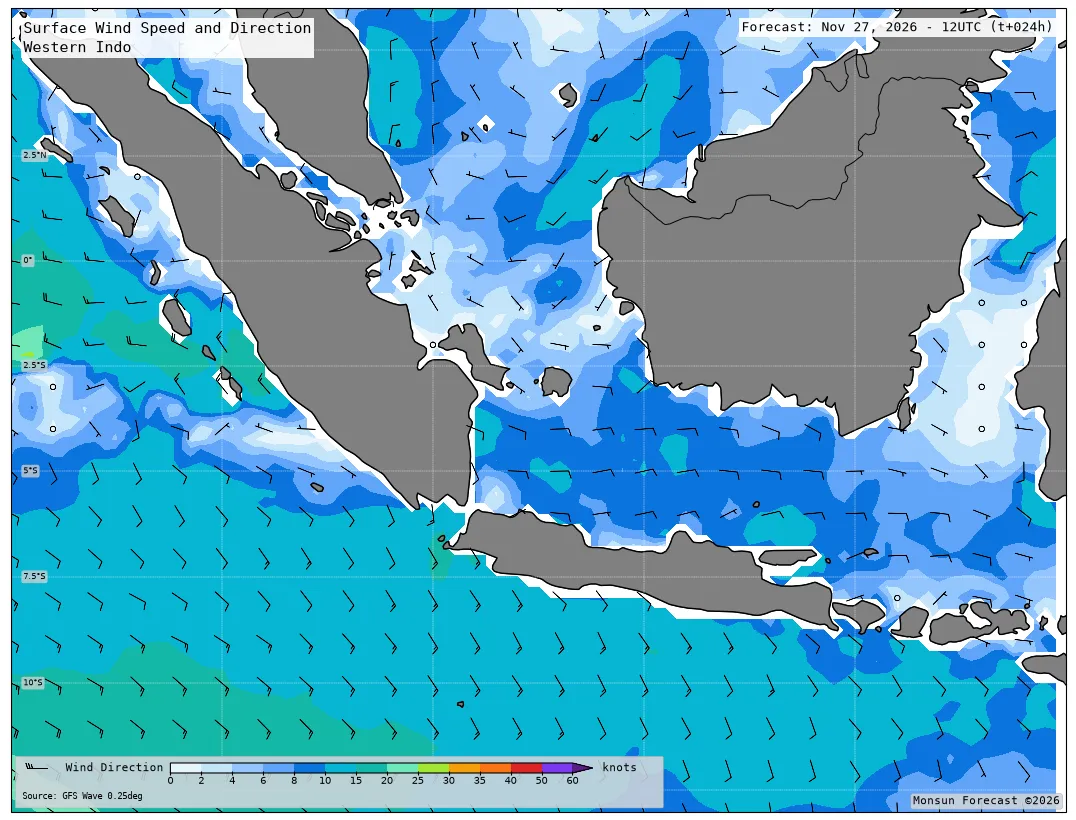 Surface Wind Speed and Direction
Western Indo
Forecast: Nov 27, 2026 - 12UTC (t+024h)
2.5°N
0°
2.5°S
5°S
7.5°S
10°S
Wind Direction
0 2 4 6 8 10 15 20 25 30 35 40 50 60
knots
Source: GFS Wave 0.25deg
Monsun Forecast ©2026